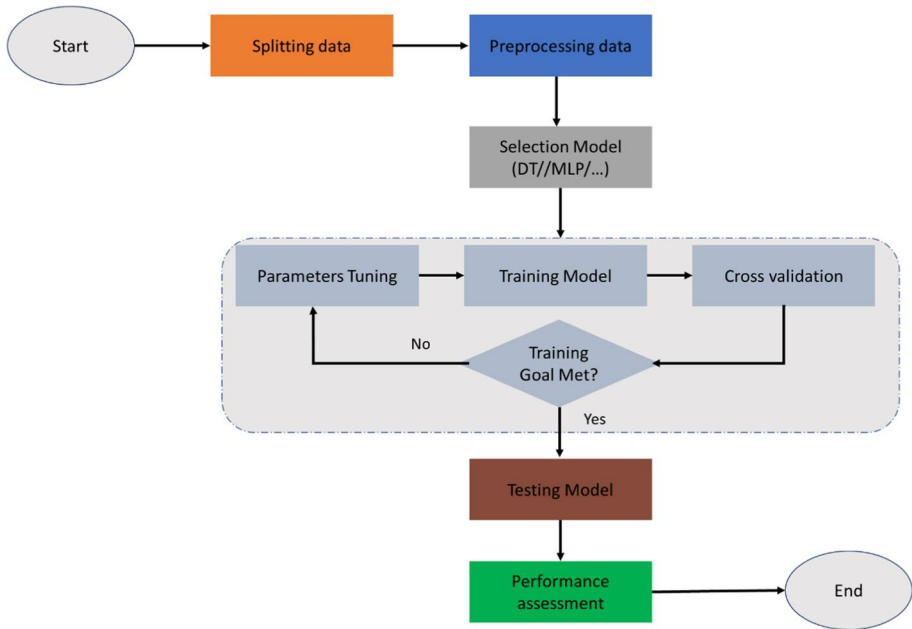 Start
Splitting data
Preprocessing data
Selection Model
(DT//MLP/...)
Parameters Tuning
Training Model
Cross validation
No
Training
Goal Met?
Yes
Testing Model
Performance
assessment
End